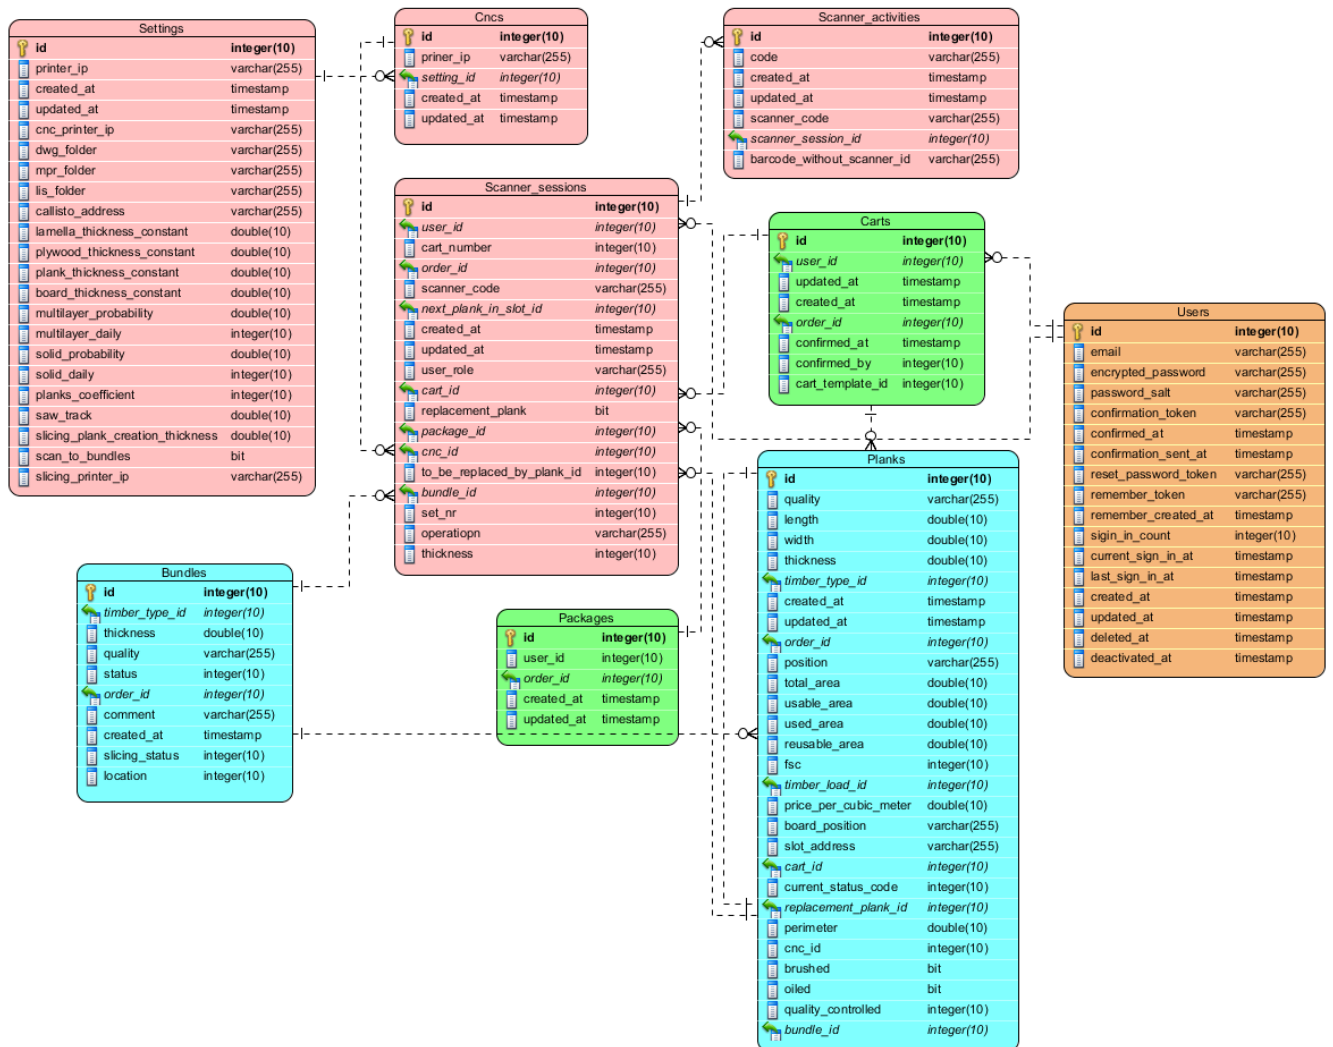 Settings
id integer(10)
printer_ip varchar(255)
created_at timestamp
updated_at timestamp
cnc_printer_ip varchar(255)
dwg_folder varchar(255)
mpr_folder varchar(255)
lis_folder varchar(255)
callisto_address varchar(255)
lamella_thickness_constant double(10)
plywood_thickness_constant double(10)
plank_thickness_constant double(10)
board_thickness_constant double(10)
multilayer_probability double(10)
multilayer_daily integer(10)
solid_probability double(10)
solid_daily integer(10)
planks_coefficient integer(10)
saw_track double(10)
slicing_plank_creation_thickness double(10)
scan_to_bundles bit
slicing_printer_ip varchar(255)
Cncs
id integer(10)
priner_ip varchar(255)
setting_id integer(10)
created_at timestamp
updated_at timestamp
Scanner_activities
id integer(10)
code varchar(255)
created_at timestamp
updated_at timestamp
scanner_code varchar(255)
scanner_session_id integer(10)
barcode_without_scanner_id varchar(255)
Scanner_sessions
id integer(10)
user_id integer(10)
cart_number integer(10)
order_id integer(10)
scanner_code varchar(255)
next_plank_in_slot_id integer(10)
created_at timestamp
updated_at timestamp
user_role varchar(255)
cart_id integer(10)
replacement_plank bit
package_id integer(10)
cnc_id integer(10)
to_be_replaced_by_plank_id integer(10)
bundle_id integer(10)
set_nr integer(10)
operatiopn varchar(255)
thickness integer(10)
Carts
id integer(10)
user_id integer(10)
updated_at timestamp
created_at timestamp
order_id integer(10)
confirmed_at timestamp
confirmed_by integer(10)
cart_template_id integer(10)
Users
id integer(10)
email varchar(255)
encrypted_password varchar(255)
password_salt varchar(255)
confirmation_token varchar(255)
confirmed_at timestamp
confirmation_sent_at timestamp
reset_password_token varchar(255)
remember_token varchar(255)
remember_created_at timestamp
sigin_in_count integer(10)
current_sign_in_at timestamp
last_sign_in_at timestamp
created_at timestamp
updated_at timestamp
deleted_at timestamp
deactivated_at timestamp
Bundles
id integer(10)
timber_type_id integer(10)
thickness double(10)
quality varchar(255)
status integer(10)
order_id integer(10)
comment varchar(255)
created_at timestamp
slicing_status integer(10)
location integer(10)
Packages
id integer(10)
user_id integer(10)
order_id integer(10)
created_at timestamp
updated_at timestamp
Planks
id integer(10)
quality varchar(255)
length double(10)
width double(10)
thickness double(10)
timber_type_id integer(10)
created_at timestamp
updated_at timestamp
order_id integer(10)
position varchar(255)
total_area double(10)
usable_area double(10)
used_area double(10)
reusable_area double(10)
fsc integer(10)
timber_load_id integer(10)
price_per_cubic_meter double(10)
board_position varchar(255)
slot_address varchar(255)
cart_id integer(10)
current_status_code integer(10)
replacement_plank_id integer(10)
perimeter double(10)
cnc_id integer(10)
brushed bit
oiled bit
quality_controlled integer(10)
bundle_id integer(10)